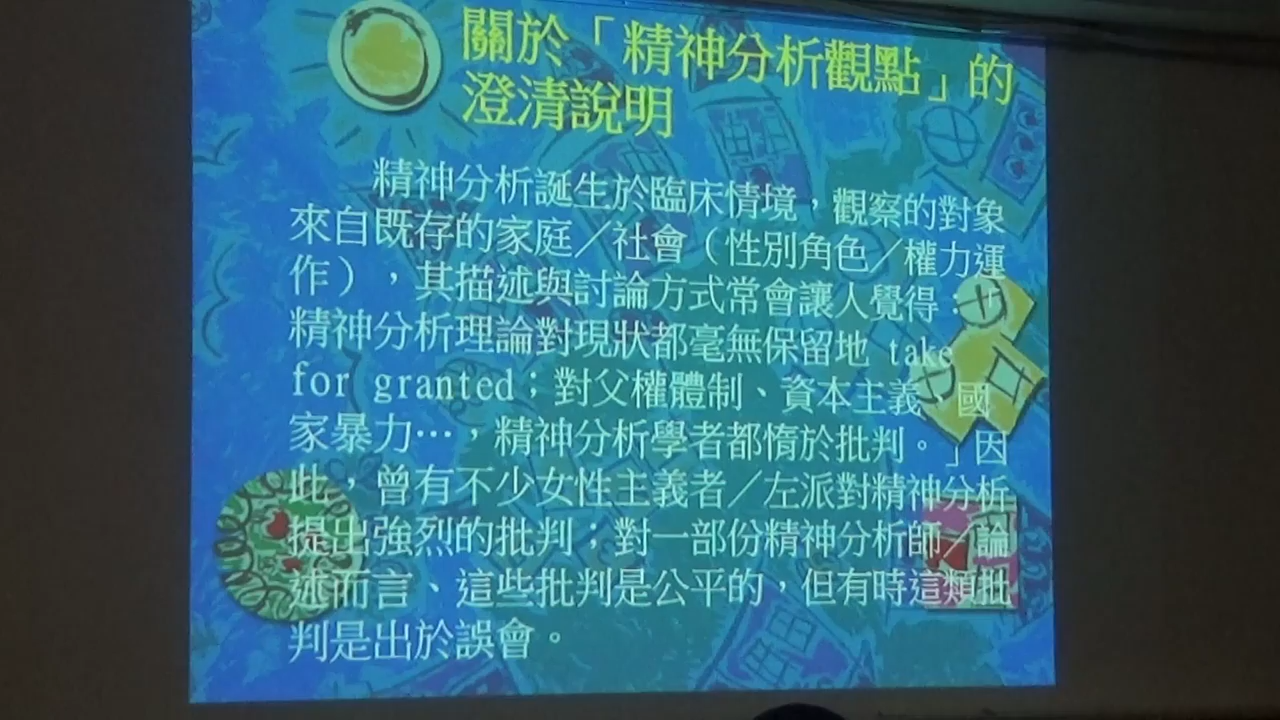 關於「精神分析觀點」的
澄清說明
精神分析誕生於臨床情境，觀察的對象
來自既存的家庭／社會（性別角色／權力運
作），其描述與討論方式常會讓人覺得：「
精神分析理論對現狀都毫無保留地 take
for granted；對父權體制、資本主義、國
家暴力…，精神分析學者都惰於批判。」因
此，曾有不少女性主義者／左派對精神分析
提出強烈的批判；對一部份精神分析師／論
述而言、這些批判是公平的，但有時這類批
判是出於誤會。